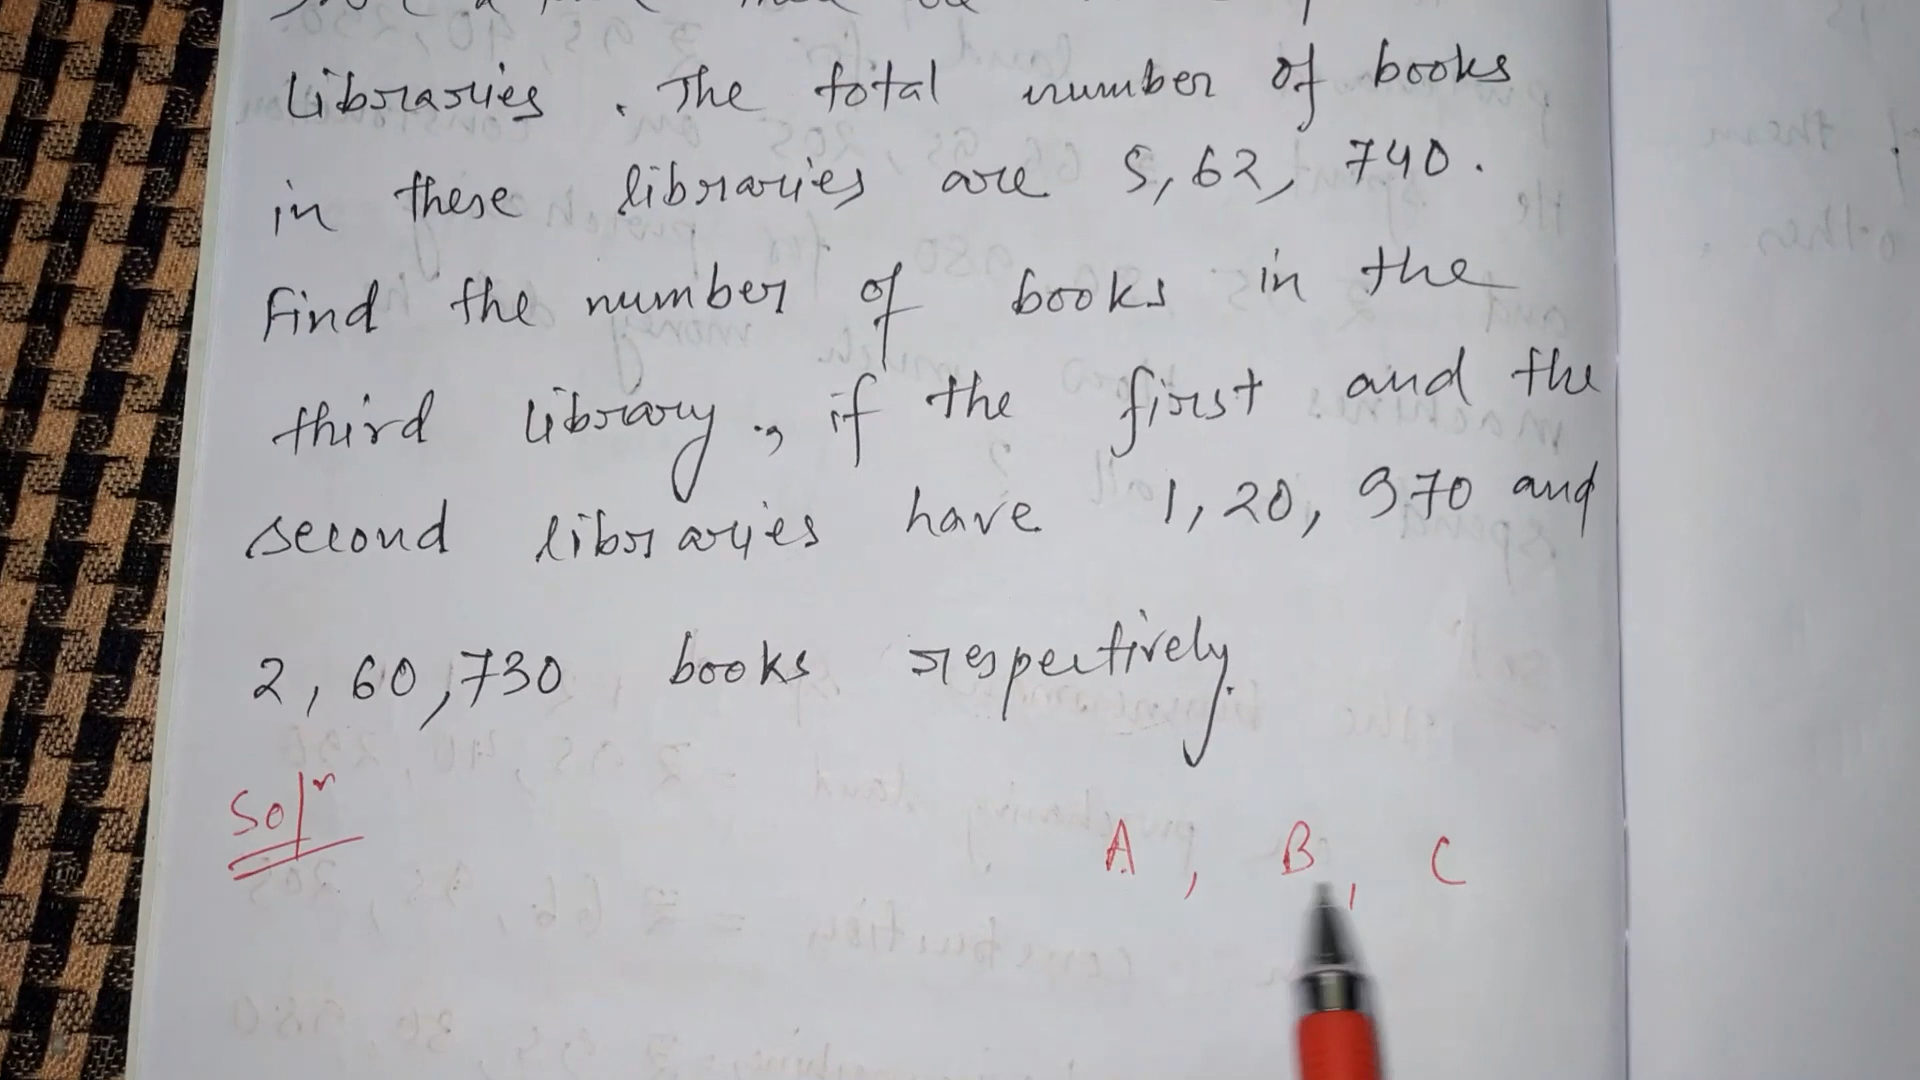 libraries . The total number of books
in these libraries are 5,62,740.
Find the number of books in the
third library., if the first and the
second libraries have 1,20,970 and
2,60,730 books respectively.
Solⁿ
A , B , C